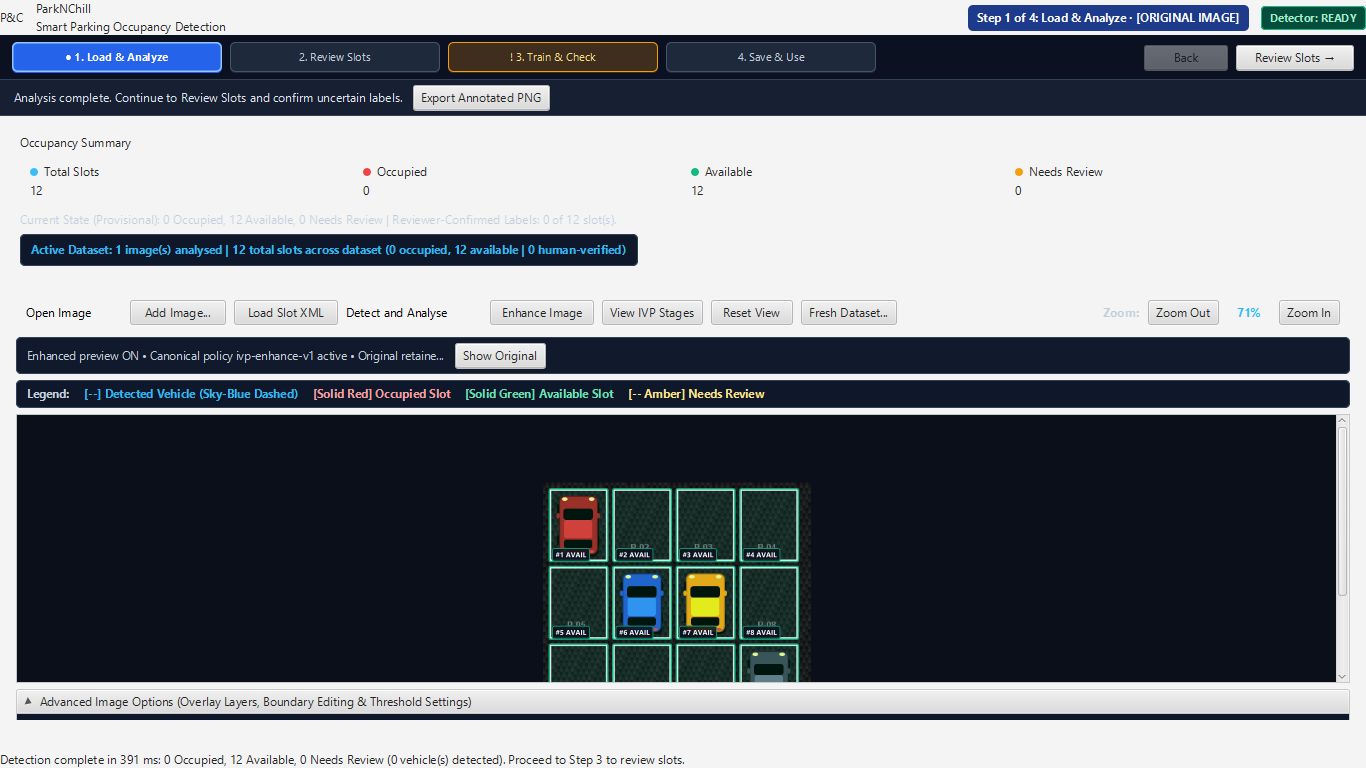 P&C
ParkNChill
Smart Parking Occupancy Detection
Step 1 of 4: Load & Analyze · [ORIGINAL IMAGE]
Detector: READY
● 1. Load & Analyze
2. Review Slots
! 3. Train & Check
4. Save & Use
Back
Review Slots →
Analysis complete. Continue to Review Slots and confirm uncertain labels.
Export Annotated PNG
Occupancy Summary
Total Slots
Occupied
Available
Needs Review
12
0
12
0
Current State (Provisional): 0 Occupied, 12 Available, 0 Needs Review | Reviewer-Confirmed Labels: 0 of 12 slot(s).
Active Dataset: 1 image(s) analysed | 12 total slots across dataset (0 occupied, 12 available | 0 human-verified)
Open Image
Add Image...
Load Slot XML
Detect and Analyse
Enhance Image
View IVP Stages
Reset View
Fresh Dataset...
Zoom:
Zoom Out
71%
Zoom In
Enhanced preview ON • Canonical policy ivp-enhance-v1 active • Original retaine...
Show Original
Legend:
[--] Detected Vehicle (Sky-Blue Dashed)
[Solid Red] Occupied Slot
[Solid Green] Available Slot
[-- Amber] Needs Review
#1 AVAIL
#2 AVAIL
#3 AVAIL
#4 AVAIL
#5 AVAIL
#6 AVAIL
#7 AVAIL
#8 AVAIL
Advanced Image Options (Overlay Layers, Boundary Editing & Threshold Settings)
Detection complete in 391 ms: 0 Occupied, 12 Available, 0 Needs Review (0 vehicle(s) detected). Proceed to Step 3 to review slots.